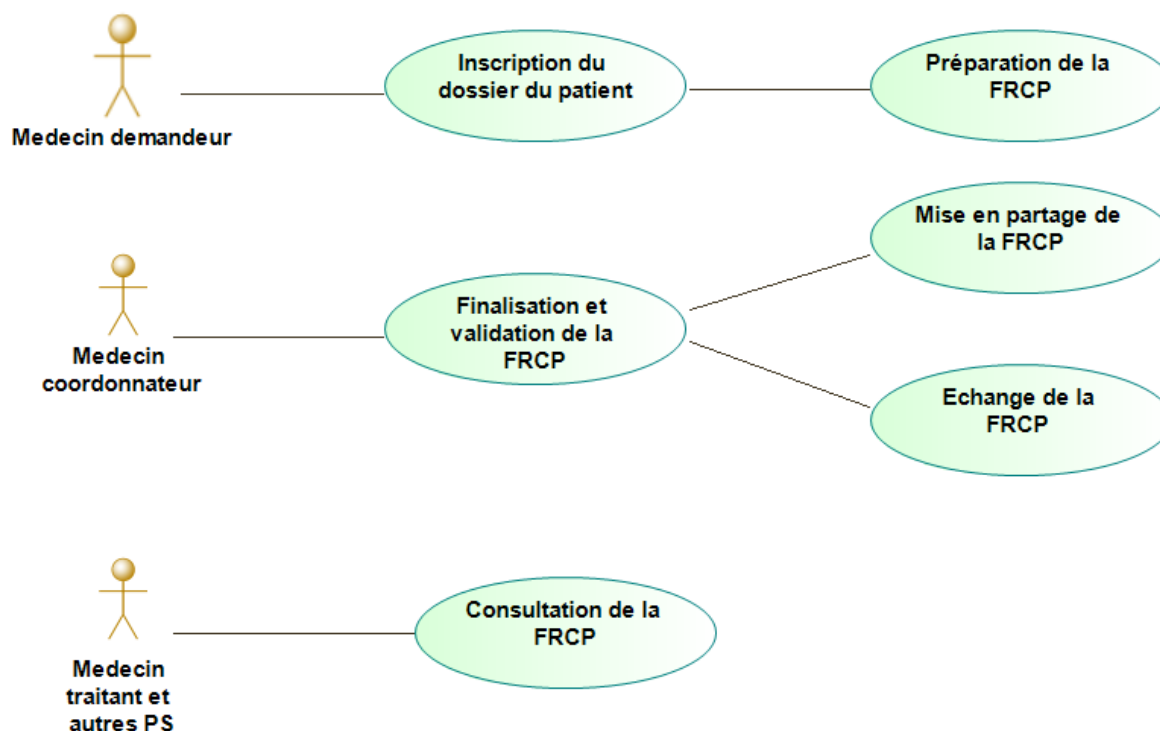 Inscription du
dossier du patient
Préparation de la
FRCP
Medecin demandeur
Mise en partage de
la FRCP
Finalisation et
validation de la
FRCP
Medecin
coordonnateur
Echange de la
FRCP
Consultation de la
FRCP
Medecin
traitant et
autres PS